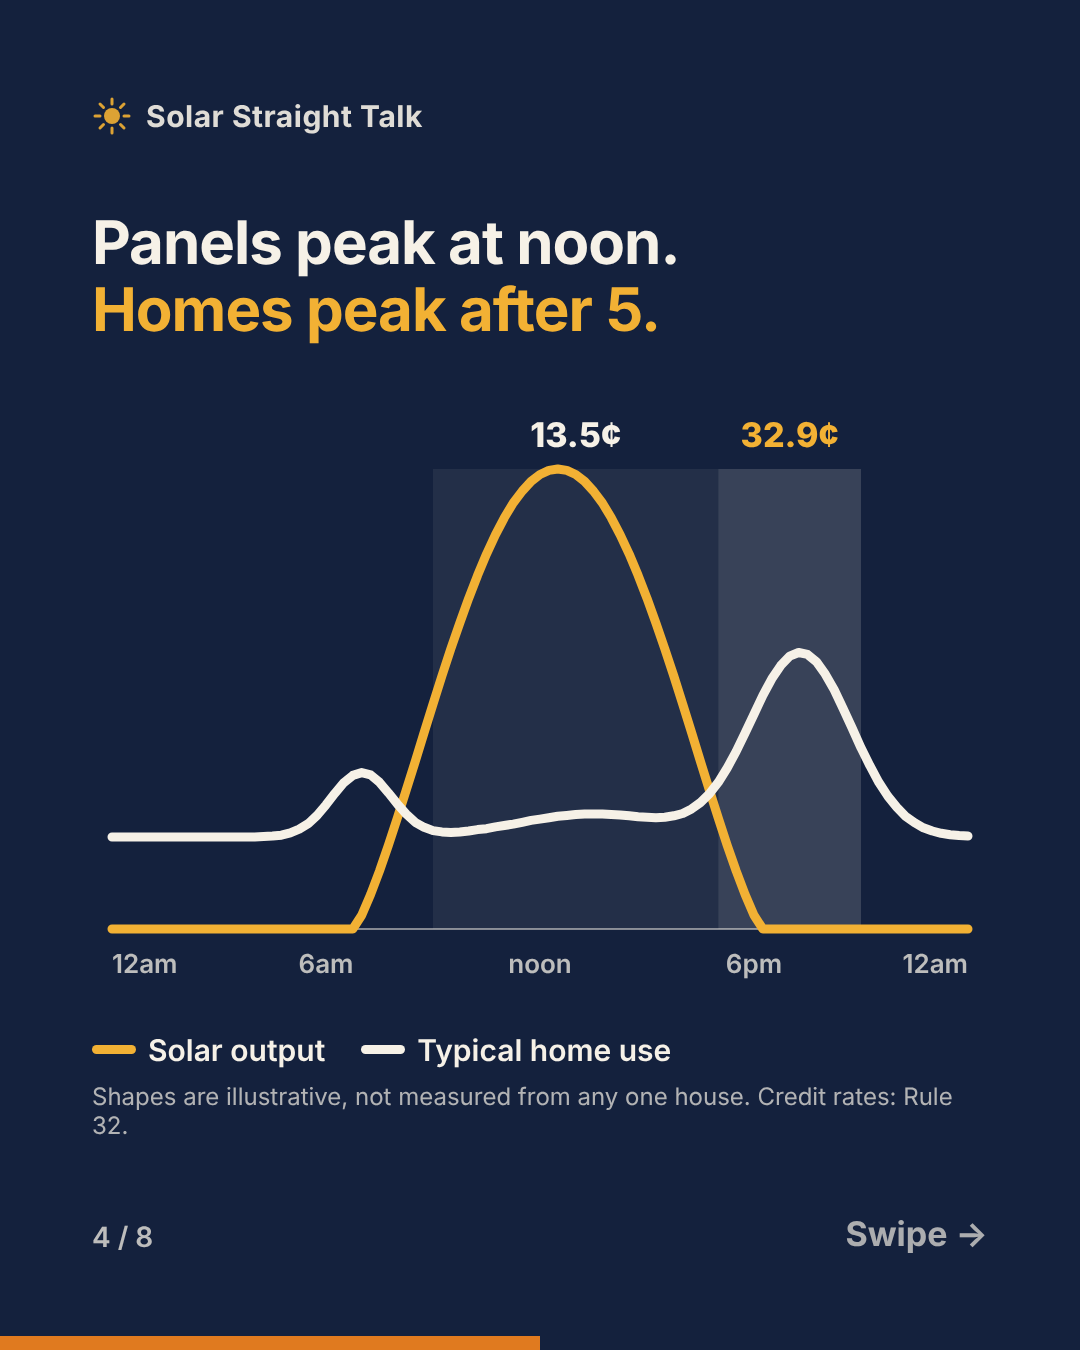 Solar Straight Talk
Panels peak at noon.
Homes peak after 5.
13.5¢ 32.9¢
12am 6am noon 6pm 12am
Solar output Typical home use
Shapes are illustrative, not measured from any one house. Credit rates: Rule
32.
4 / 8 Swipe →